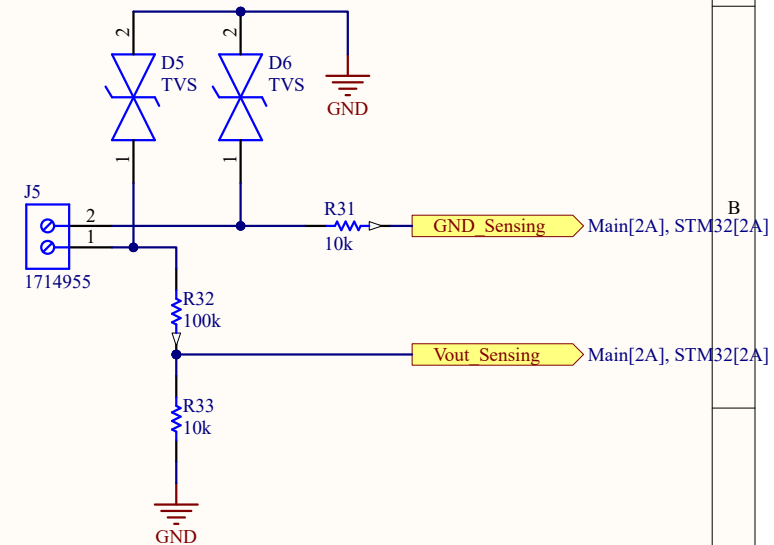 2
2
D5
TVS
D6
TVS
GND
1
1
J5
2
1
1714955
R31
10k
GND_Sensing
Main[2A], STM32[2A]
B
R32
100k
Vout_Sensing
Main[2A], STM32[2A]
R33
10k
GND